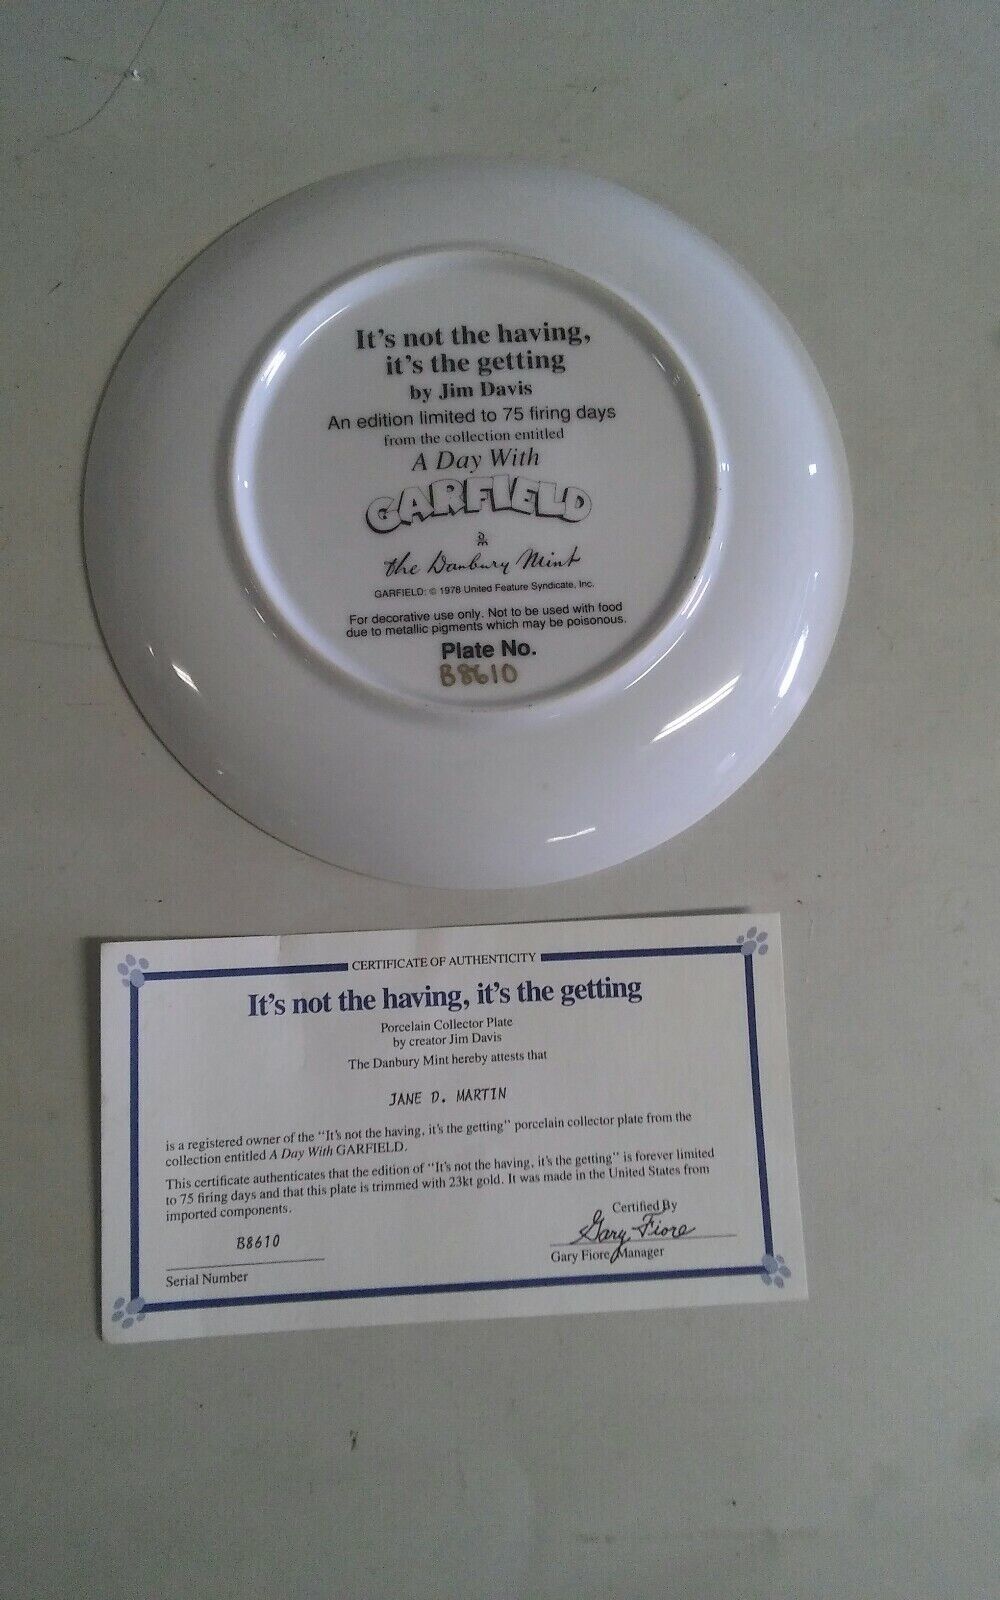 It's not the having,
it's the getting
by Jim Davis
An edition limited to 75 firing days
from the collection entitled
A Day With
GARFIELD
the Danbury Mint
GARFIELD: © 1978 United Feature Syndicate, Inc.
For decorative use only. Not to be used with food
due to metallic pigments which may be poisonous.
Plate No.
B8610
CERTIFICATE OF AUTHENTICITY
It's not the having, it's the getting
Porcelain Collector Plate
by creator Jim Davis
The Danbury Mint hereby attests that
JANE D. MARTIN
is a registered owner of the "It's not the having, it's the getting" porcelain collector plate from the
collection entitled A Day With GARFIELD.
This certificate authenticates that the edition of "It's not the having, it's the getting" is forever limited
to 75 firing days and that this plate is trimmed with 23kt gold. It was made in the United States from
imported components.
Certified By
Gary Fiore
B8610
Gary Fiore, Manager
Serial Number